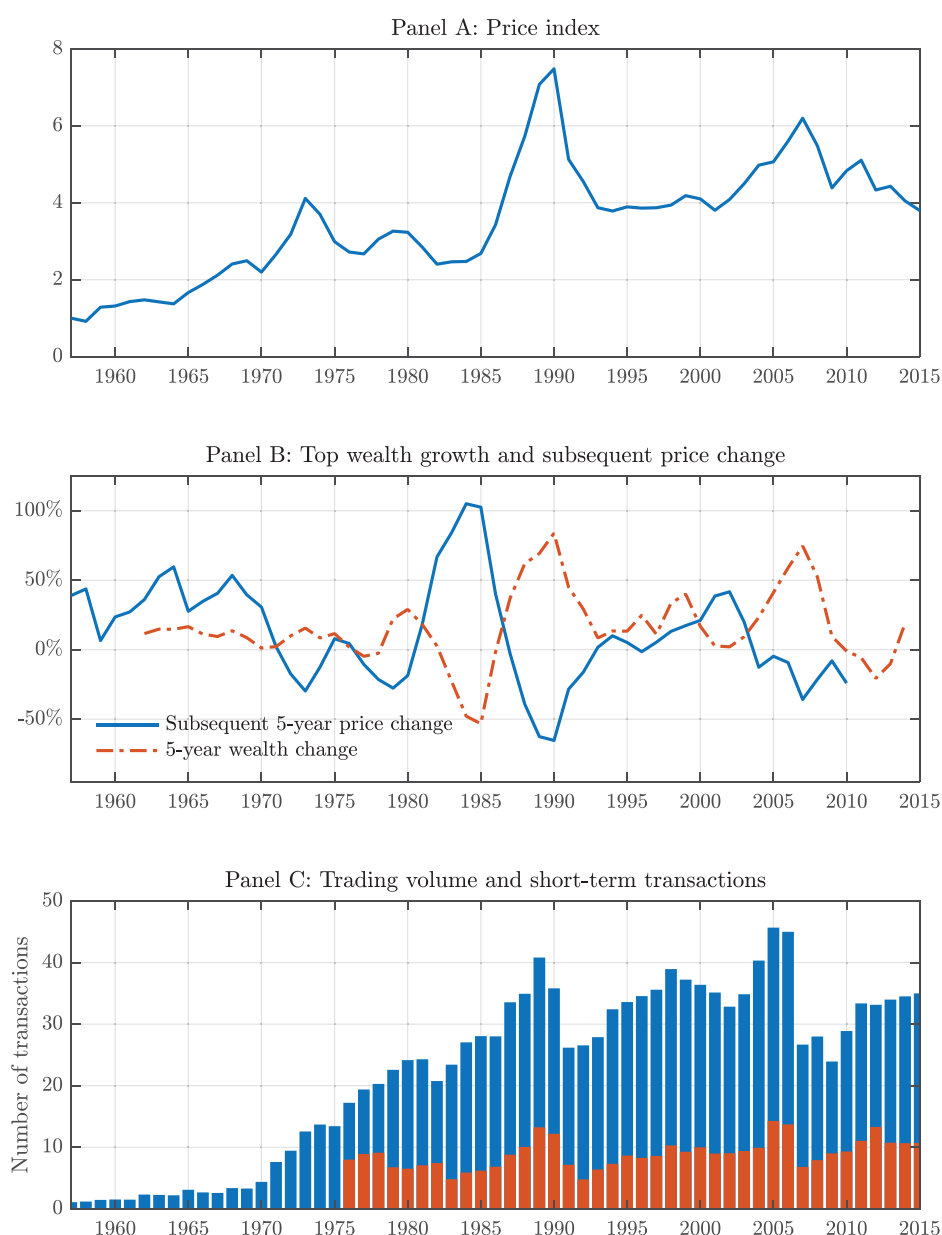 Panel A: Price index
8
6
4
2
0
1960 1965 1970 1975 1980 1985 1990 1995 2000 2005 2010 2015
Panel B: Top wealth growth and subsequent price change
100%
50%
0%
-50%
Subsequent 5-year price change
5-year wealth change
1960 1965 1970 1975 1980 1985 1990 1995 2000 2005 2010 2015
Panel C: Trading volume and short-term transactions
Number of transactions
50
40
30
20
10
0
1960 1965 1970 1975 1980 1985 1990 1995 2000 2005 2010 2015